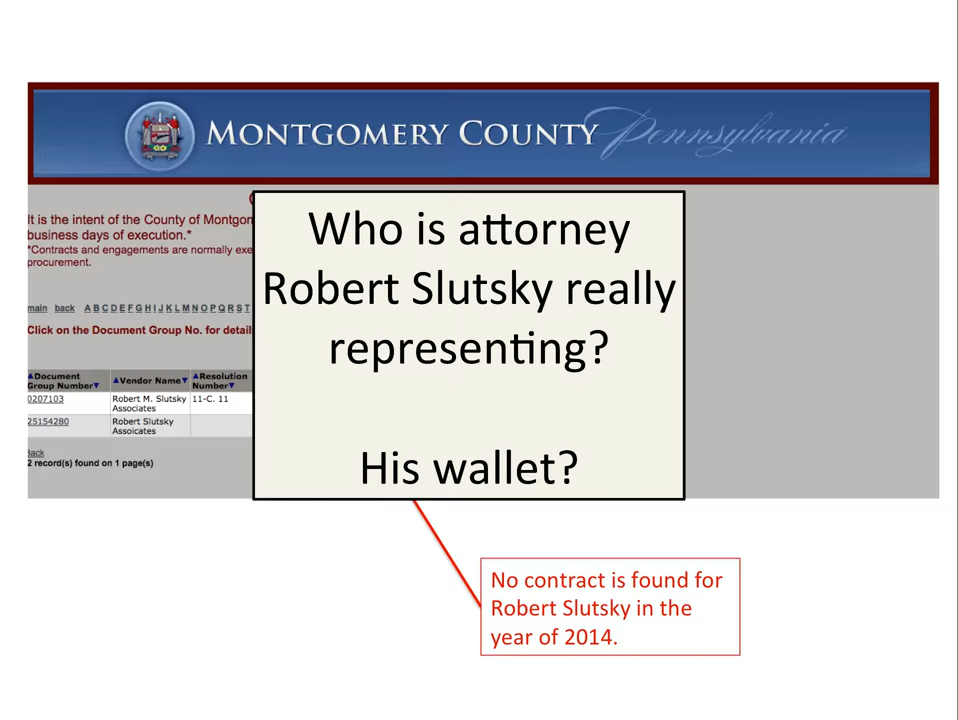 MONTGOMERY COUNTY Pennsylvania
It is the intent of the County of Montgom
business days of execution.*
*Contracts and engagements are normally exe
procurement.
main back A B C D E F G H I J K L M N O P Q R S T
Click on the Document Group No. for detail
Document Group Number Vendor Name Resolution Number
0207103 Robert M. Slutsky Associates 11-C. 11
25154280 Robert Slutsky Assoicates
Back
2 record(s) found on 1 page(s)
Who is attorney
Robert Slutsky really
representing?
His wallet?
No contract is found for
Robert Slutsky in the
year of 2014.